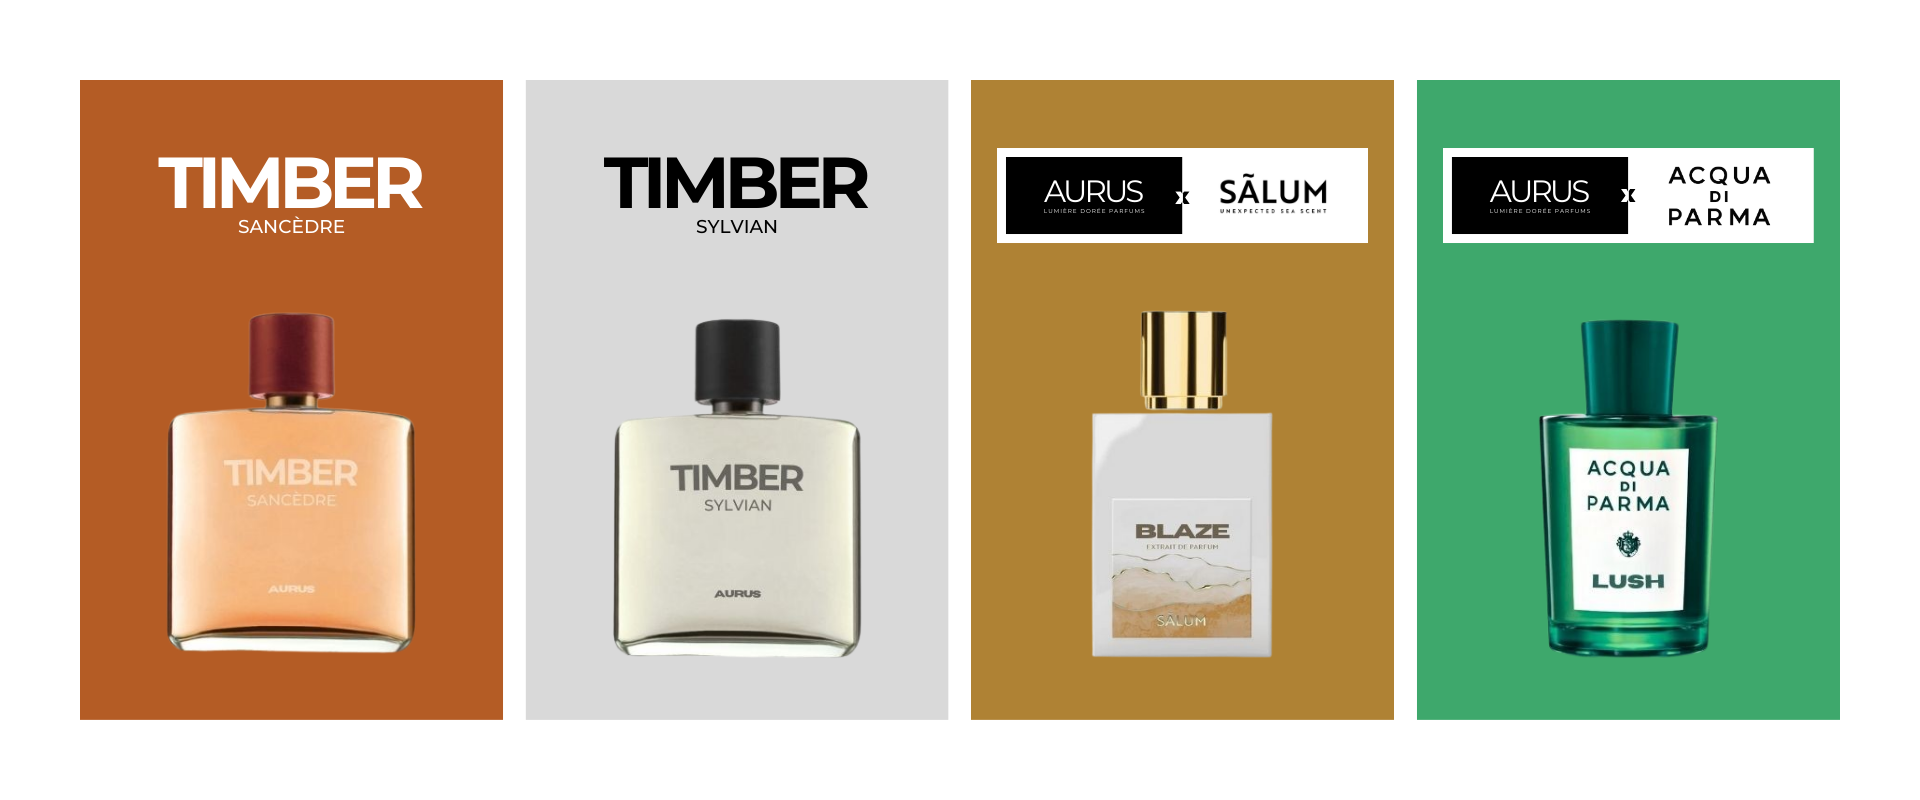 TIMBER
SANCÈDRE
TIMBER
SANCÈDRE
AURUS
TIMBER
SYLVIAN
TIMBER
SYLVIAN
AURUS
AURUS
LUMIÈRE DORÉE PARFUMS
x
SÃLUM
UNEXPECTED SEA SCENT
BLAZE
EXTRAIT DE PARFUM
SÃLUM
AURUS
LUMIÈRE DORÉE PARFUMS
x
ACQUA
DI
PARMA
ACQUA
DI
PARMA
LUSH